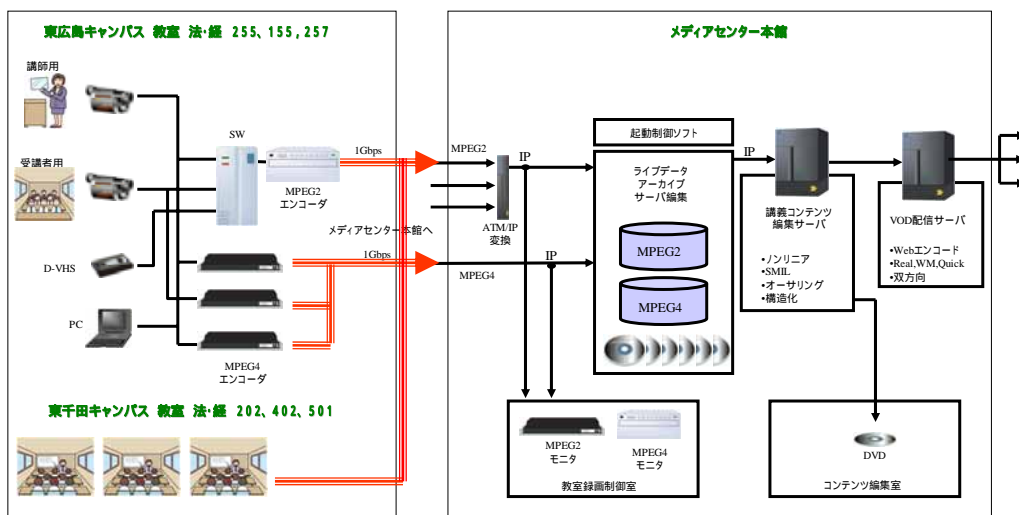 東広島キャンパス 教室 法・経 255、155,257
講師用
受講者用
D-VHS
PC
SW
MPEG2
エンコーダ
1Gbps
メディアセンター本館へ
1Gbps
MPEG4
エンコーダ
東千田キャンパス 教室 法・経 202,402、501
メディアセンター本館
MPEG2
MPEG4
ATM/IP
変換
IP
IP
起動制御ソフト
ライブデータ
アーカイブ
サーバ編集
MPEG2
MPEG4
IP
講義コンテンツ
編集サーバ
•ノンリニア
•SMIL
•オーサリング
•構造化
VOD配信サーバ
•Webエンコード
•Real,WM,Quick
•双方向
MPEG2
モニタ
MPEG4
モニタ
教室録画制御室
DVD
コンテンツ編集室